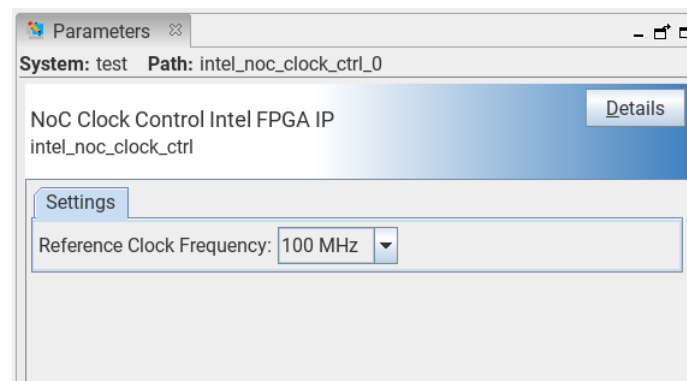 Parameters
System: test Path: intel_noc_clock_ctrl_0
NoC Clock Control Intel FPGA IP
Details
intel_noc_clock_ctrl
Settings
Reference Clock Frequency: 100 MHz